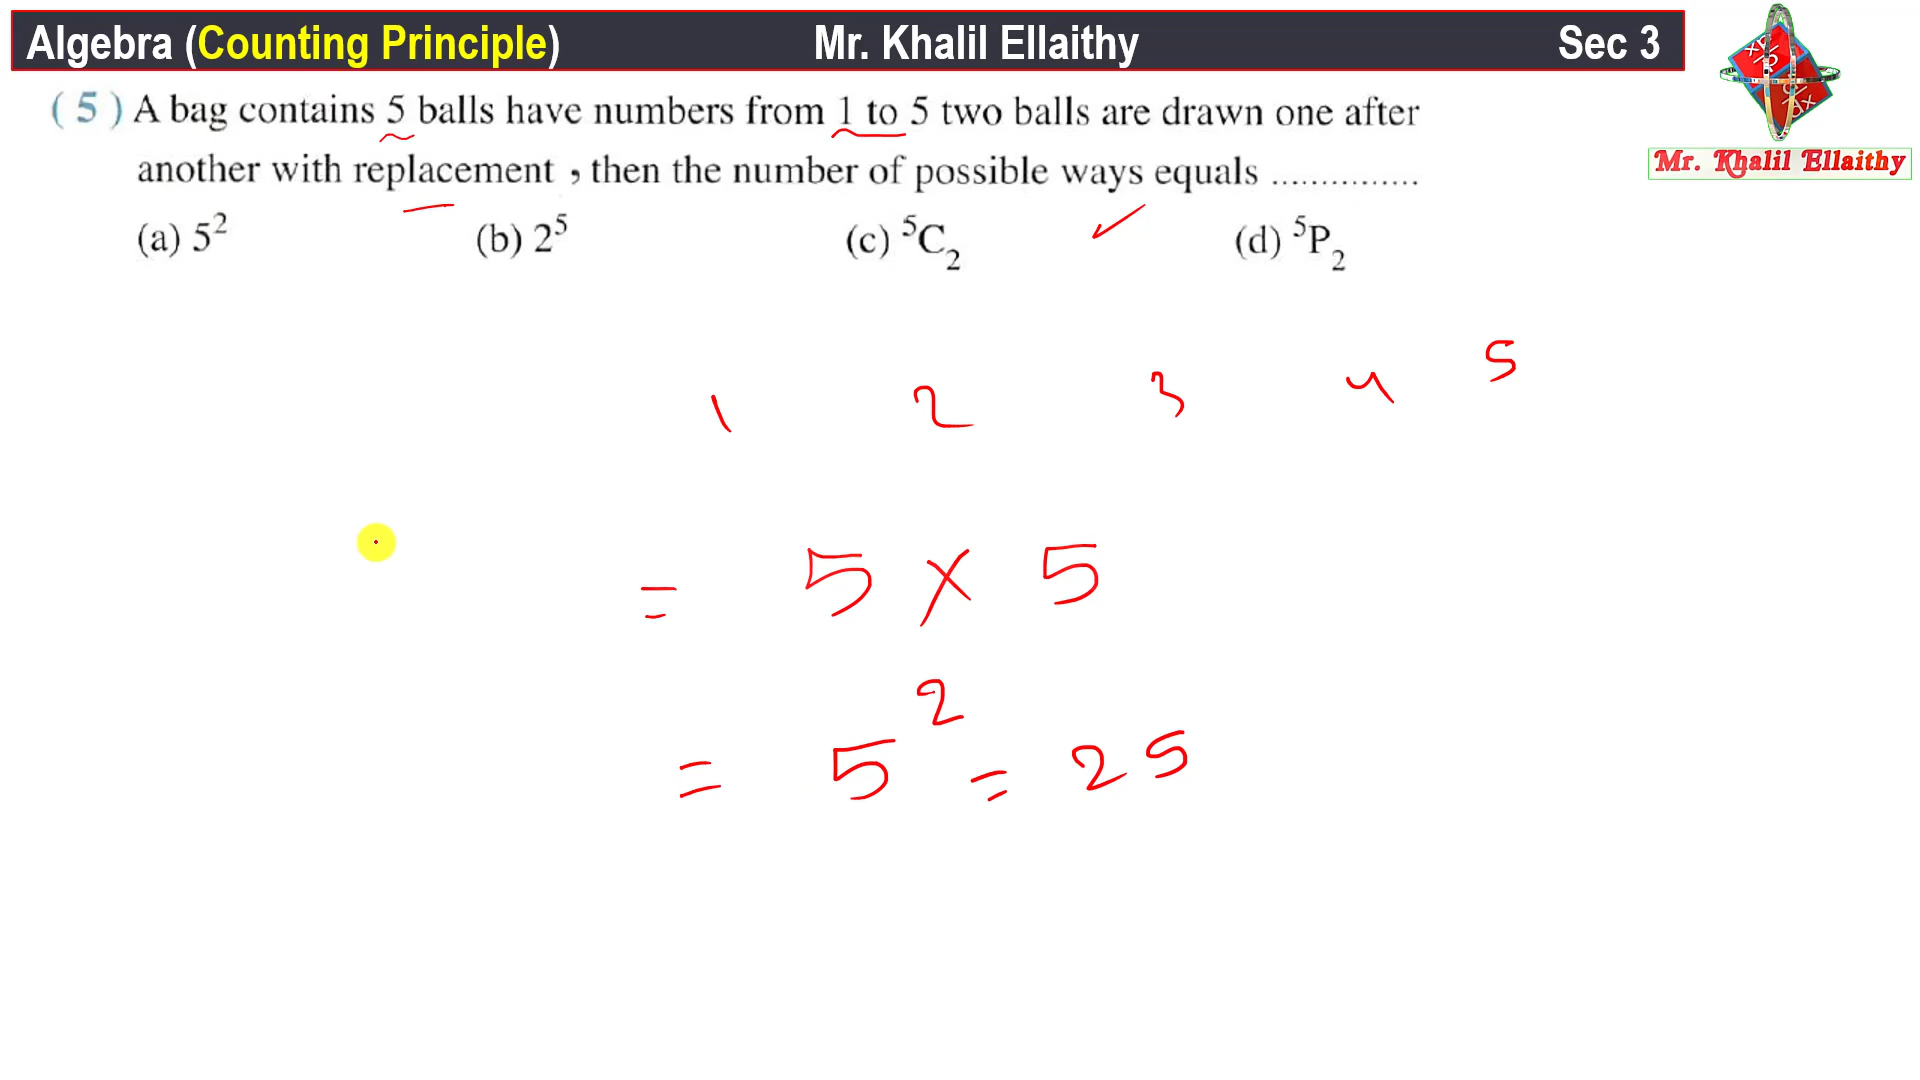 Algebra (Counting Principle) Mr. Khalil Ellaithy Sec 3
Mr. Khalil Ellaithy
( 5 ) A bag contains 5 balls have numbers from 1 to 5 two balls are drawn one after
another with replacement , then the number of possible ways equals ...............
(a) 5² (b) 2⁵ (c) ⁵C₂ (d) ⁵P₂
1 2 3 4 5
= 5 × 5
= 5² = 25